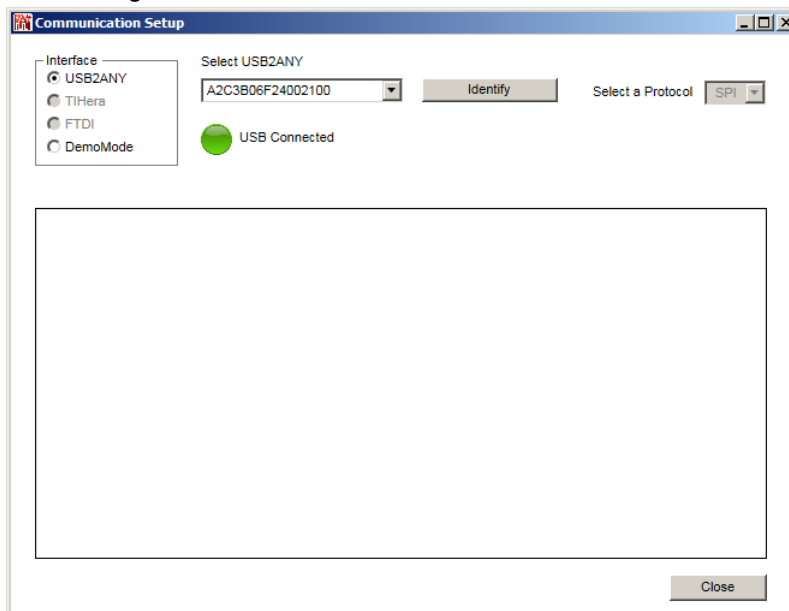 Communication Setup
Interface
USB2ANY
TIHera
FTDI
DemoMode
Select USB2ANY
A2C3B06F24002100
Identify
Select a Protocol
SPI
USB Connected
Close